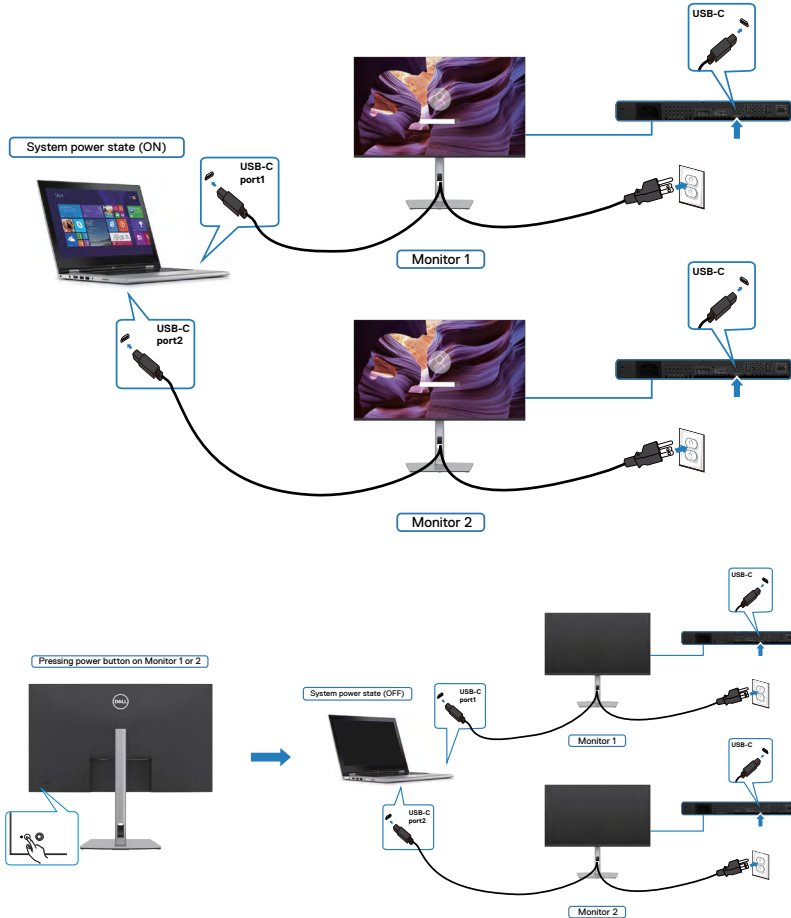 USB-C
System power state (ON)
USB-C
port1
Monitor 1
USB-C
USB-C
port2
Monitor 2
USB-C
Pressing power button on Monitor 1 or 2
DELL
System power state (OFF)
USB-C
port1
Monitor 1
USB-C
USB-C
port2
Monitor 2